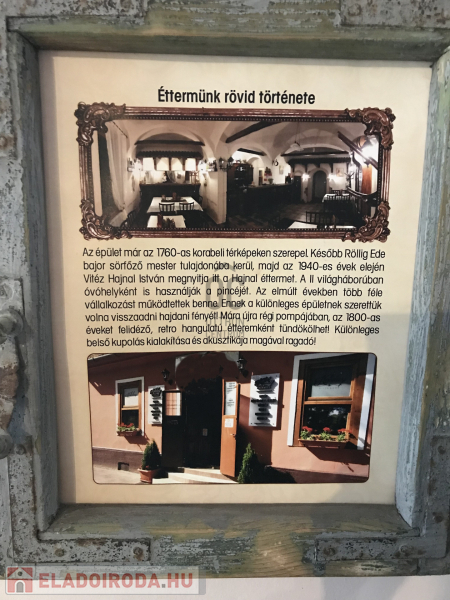 Éttermünk rövid története
Az épület már az 1760-as korabeli térképeken szerepel. Később Röllig Ede
bajor sörfőző mester tulajdonába kerül, majd az 1940-es évek elején
Vitéz Hajnal István megnyitja itt a Hajnal éttermet. A II világháborúban
óvóhelyként is használják a pincéjét. Az elmúlt években több féle
vállalkozást működtettek benne. Ennek a különleges épületnek szerettük
volna visszaadni hajdani fényét! Mára újra régi pompájában, az 1800-as
éveket felidéző, retro hangulatú étteremként tündökölhet! Különleges
belső kupolás kialakítása és akusztikája magával ragadó!
ELADOIRODA.HU